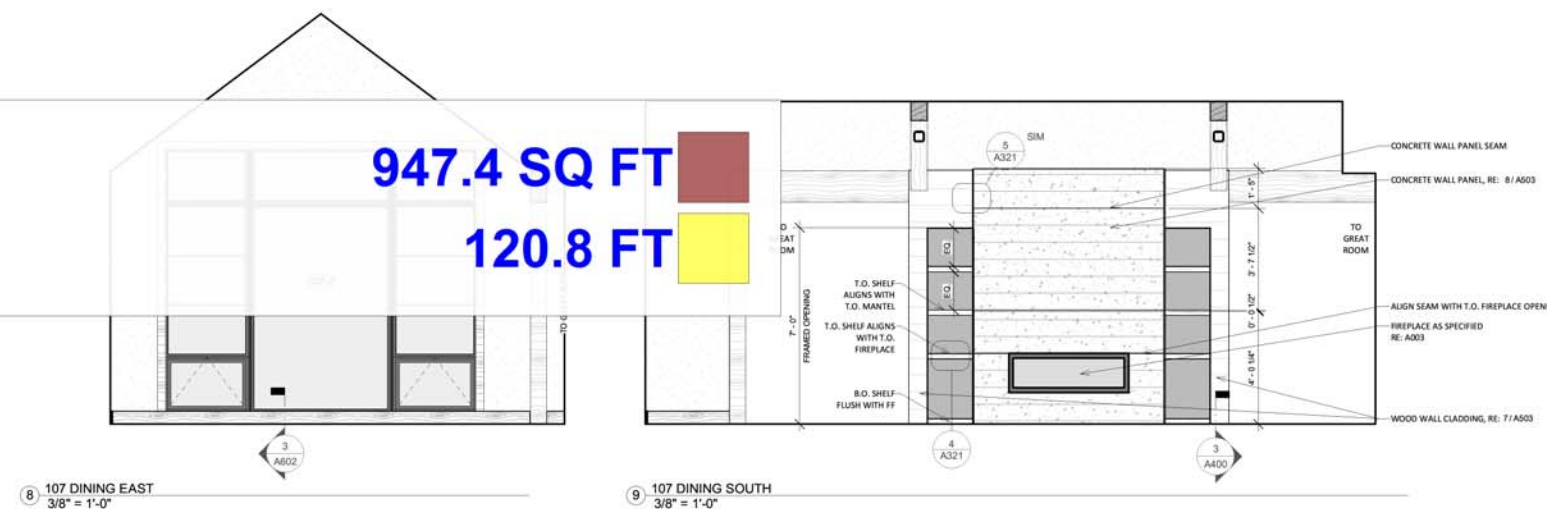 947.4 SQ FT
120.8 FT
5
A321
SIM
CONCRETE WALL PANEL SEAM
CONCRETE WALL PANEL, RE: 8 / A503
1' - 5"
TO
GREAT
ROOM
EQ.
EQ.
3' - 7 1/2"
7' - 0"
FRAMED OPENING
T.O. SHELF
ALIGNS WITH
T.O. MANTEL
T.O. SHELF ALIGNS
WITH T.O.
FIREPLACE
B.O. SHELF
FLUSH WITH FF
0' - 0 1/2"
4' - 0 1/4"
ALIGN SEAM WITH T.O. FIREPLACE OPENI
FIREPLACE AS SPECIFIED
RE: A003
WOOD WALL CLADDING, RE: 7 / A503
3
A602
4
A321
3
A400
8 107 DINING EAST
3/8" = 1'-0"
9 107 DINING SOUTH
3/8" = 1'-0"